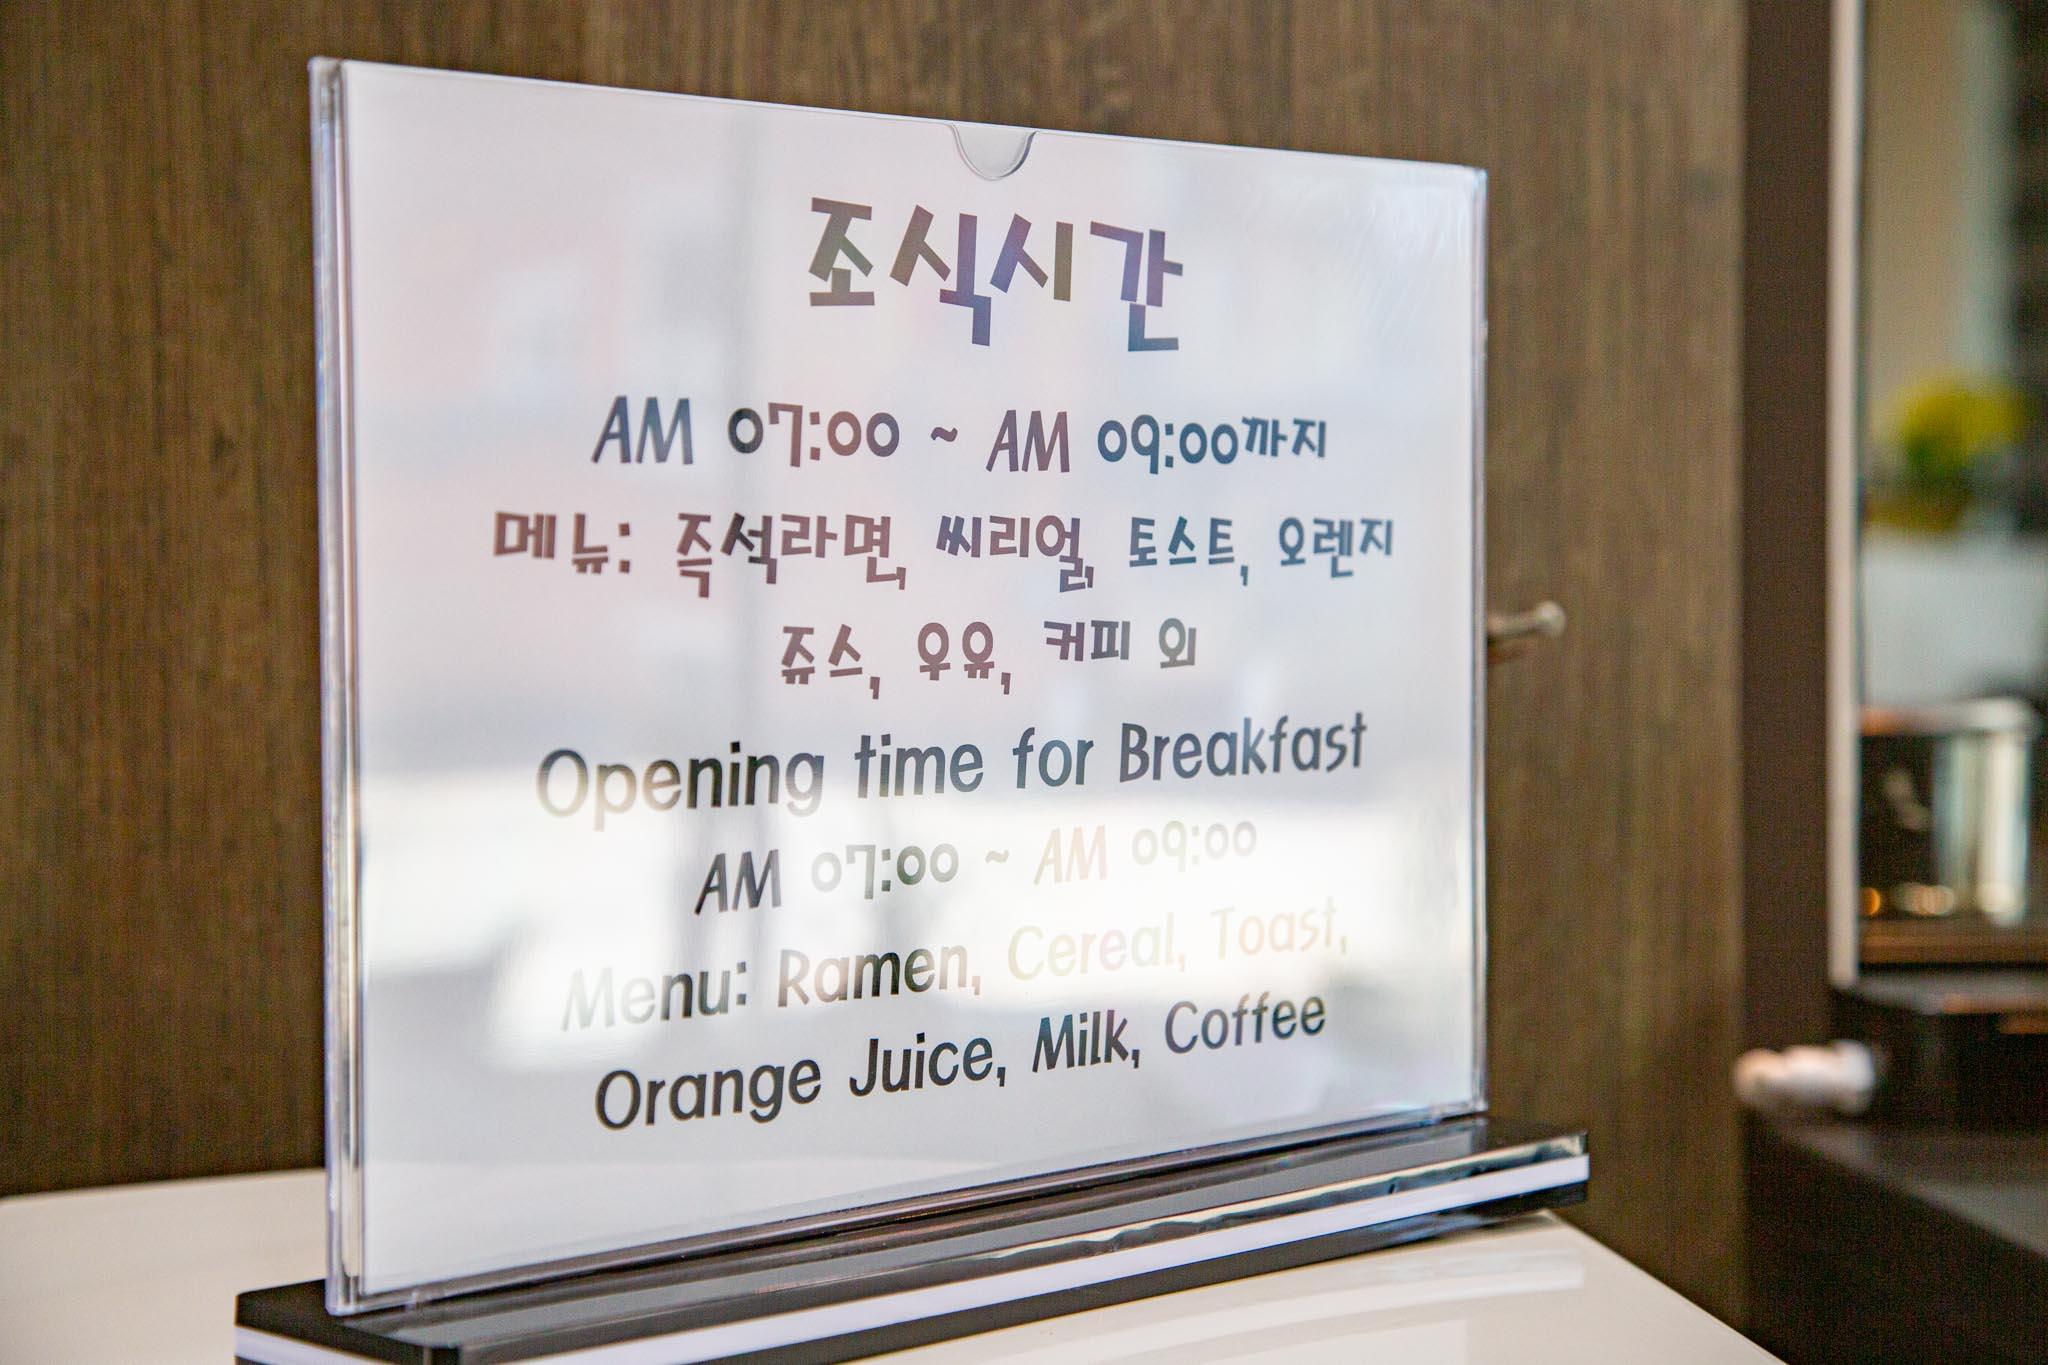 조식시간
AM 07:00 ~ AM 09:00까지
메뉴: 즉석라면, 씨리얼, 토스트, 오렌지
쥬스, 우유, 커피 외
Opening time for Breakfast
AM 07:00 ~ AM 09:00
Menu: Ramen, Cereal, Toast,
Orange Juice, Milk, Coffee